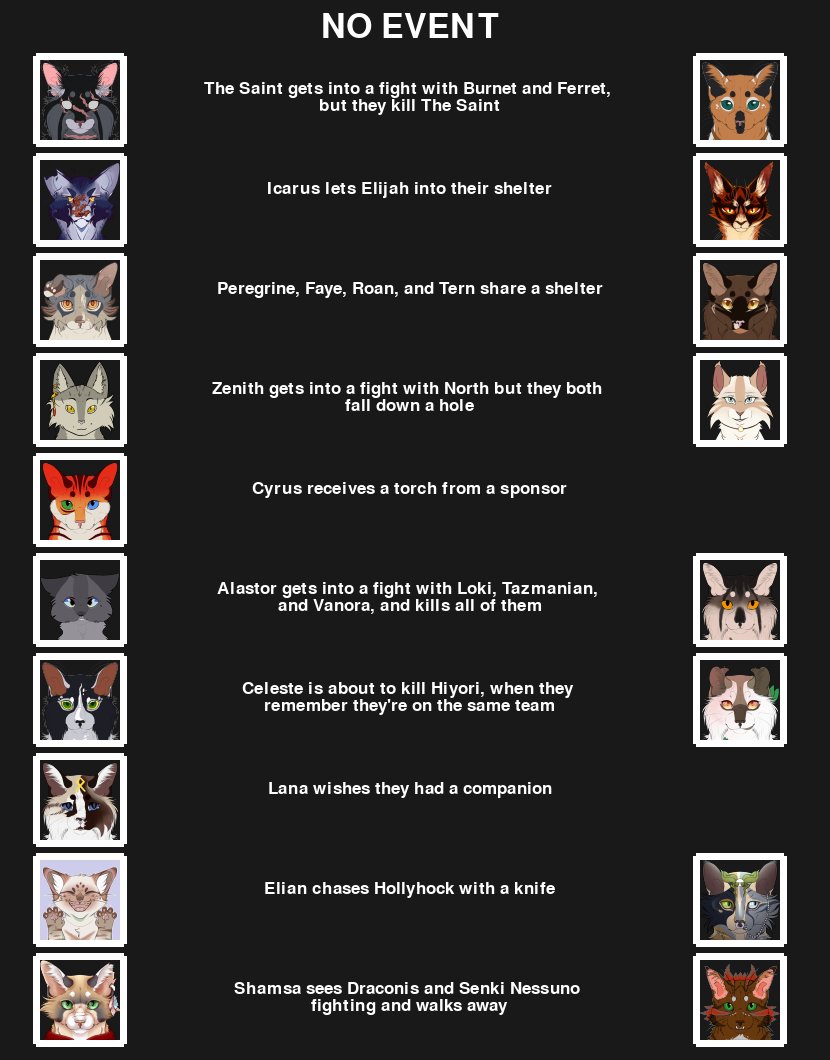 NO EVENT
The Saint gets into a fight with Burnet and Ferret,
but they kill The Saint
Icarus lets Elijah into their shelter
Peregrine, Faye, Roan, and Tern share a shelter
Zenith gets into a fight with North but they both
fall down a hole
Cyrus receives a torch from a sponsor
Alastor gets into a fight with Loki, Tazmanian,
and Vanora, and kills all of them
Celeste is about to kill Hiyori, when they
remember they're on the same team
Lana wishes they had a companion
Elian chases Hollyhock with a knife
Shamsa sees Draconis and Senki Nessuno
fighting and walks away